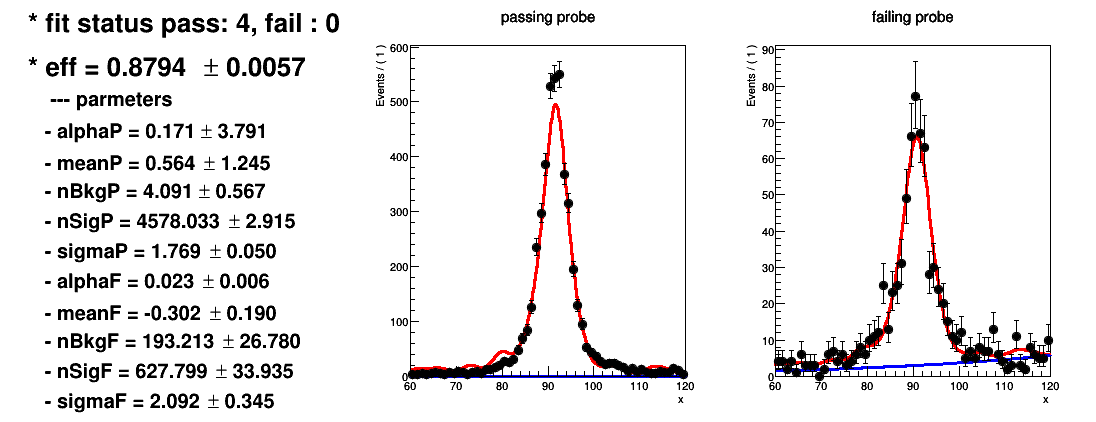 * fit status pass: 4, fail : 0
* eff = 0.8794 ± 0.0057
--- parmeters
- alphaP = 0.171 ± 3.791
- meanP = 0.564 ± 1.245
- nBkgP = 4.091 ± 0.567
- nSigP = 4578.033 ± 2.915
- sigmaP = 1.769 ± 0.050
- alphaF = 0.023 ± 0.006
- meanF = -0.302 ± 0.190
- nBkgF = 193.213 ± 26.780
- nSigF = 627.799 ± 33.935
- sigmaF = 2.092 ± 0.345
passing probe
Events / ( 1 )
600
500
400
300
200
100
0
60 70 80 90 100 110 120
x
failing probe
Events / ( 1 )
90
80
70
60
50
40
30
20
10
0
60 70 80 90 100 110 120
x